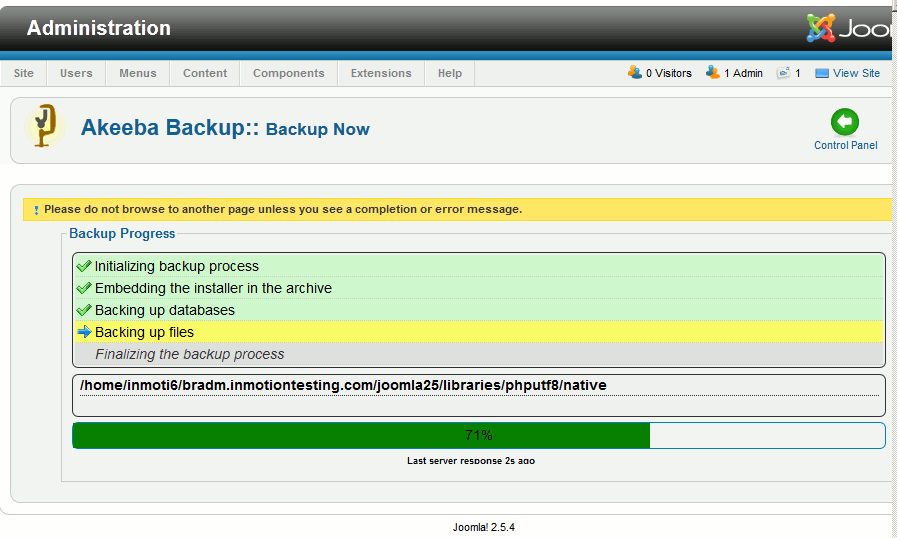 Administration
Joo
Site Users Menus Content Components Extensions Help 0 Visitors 1 Admin 1 View Site
Akeeba Backup:: Backup Now
Control Panel
! Please do not browse to another page unless you see a completion or error message.
Backup Progress
Initializing backup process
Embedding the installer in the archive
Backing up databases
Backing up files
Finalizing the backup process
/home/inmoti6/bradm.inmotiontesting.com/joomla25/libraries/phputf8/native
71%
Last server response 2s ago
Joomla! 2.5.4